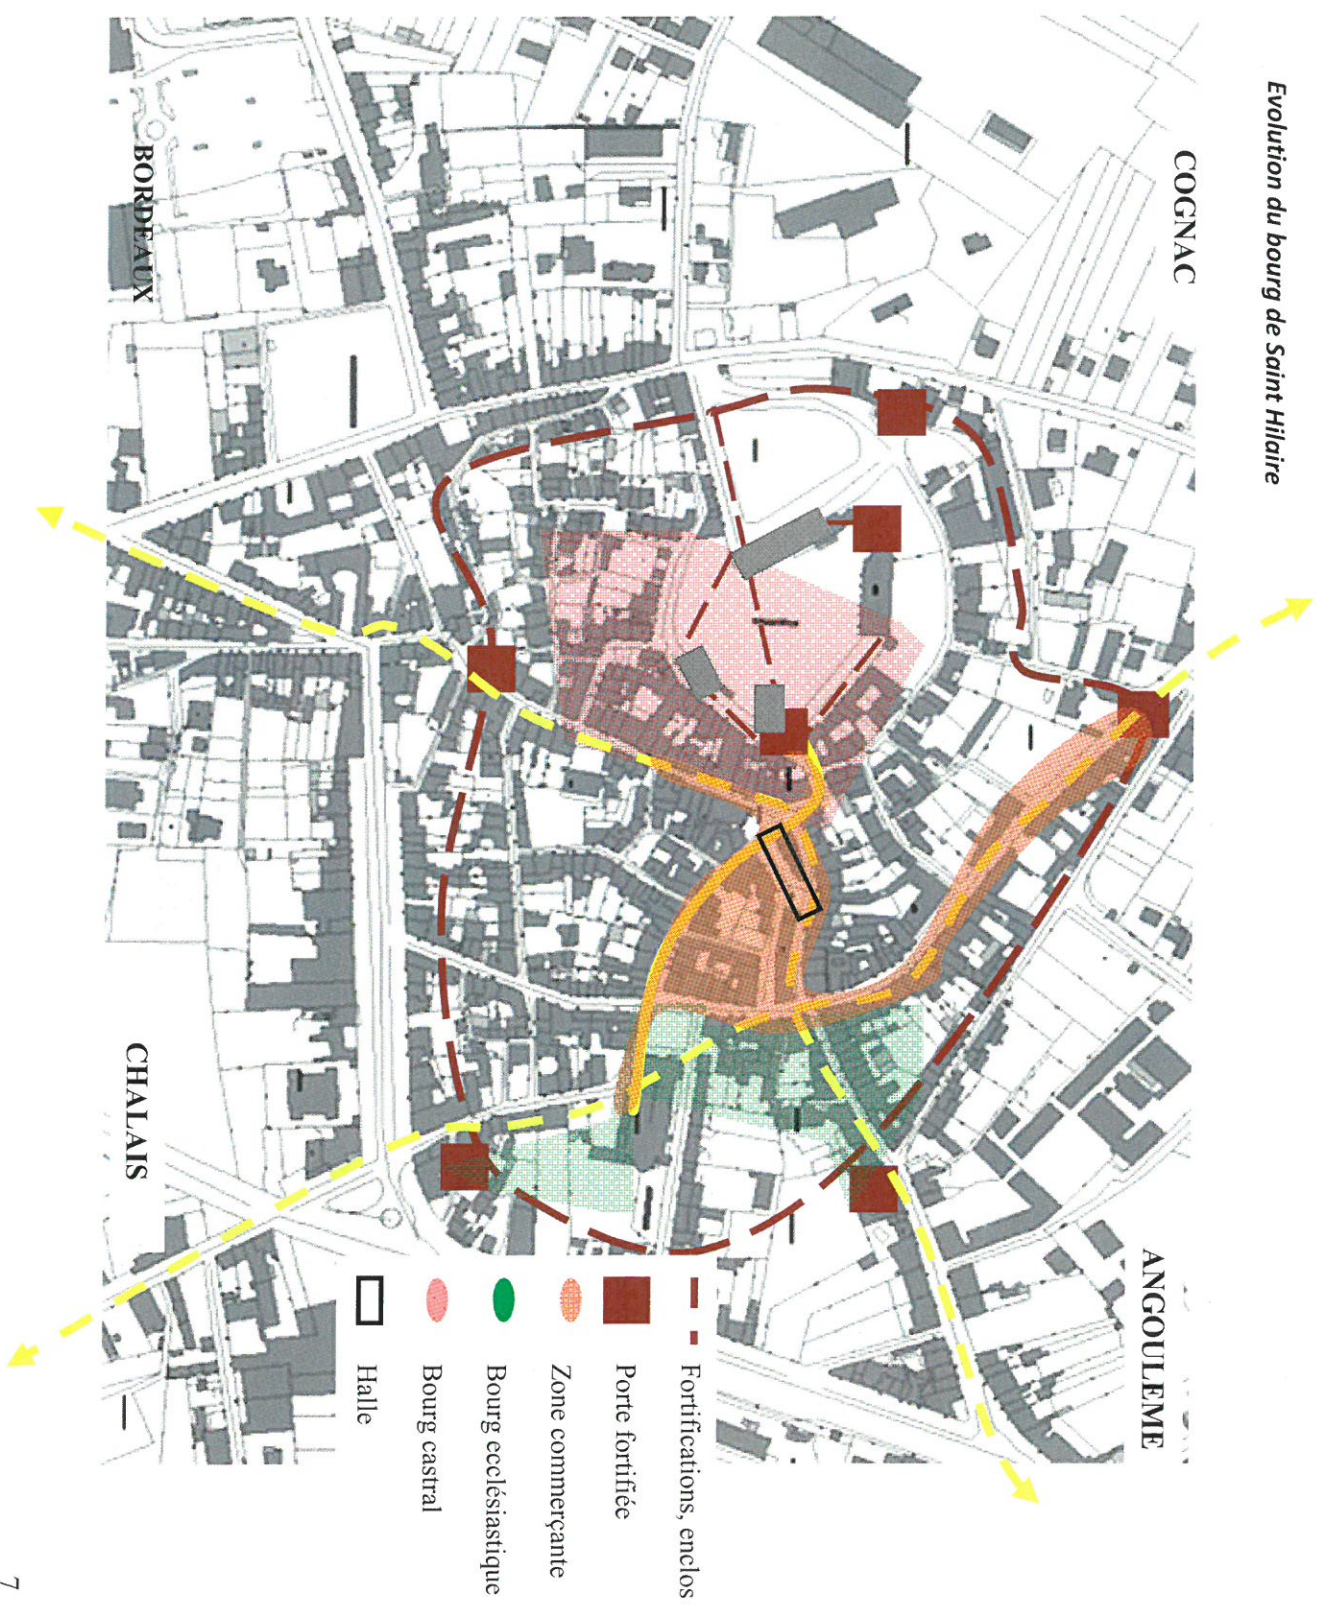 Evolution du bourg de Saint Hilaire
COGNAC
ANGOULEME
BORDEAUX
CHALAIS
Fortifications, enclos
Porte fortifiée
Zone commerçante
Bourg ecclésiastique
Bourg castral
Halle
7